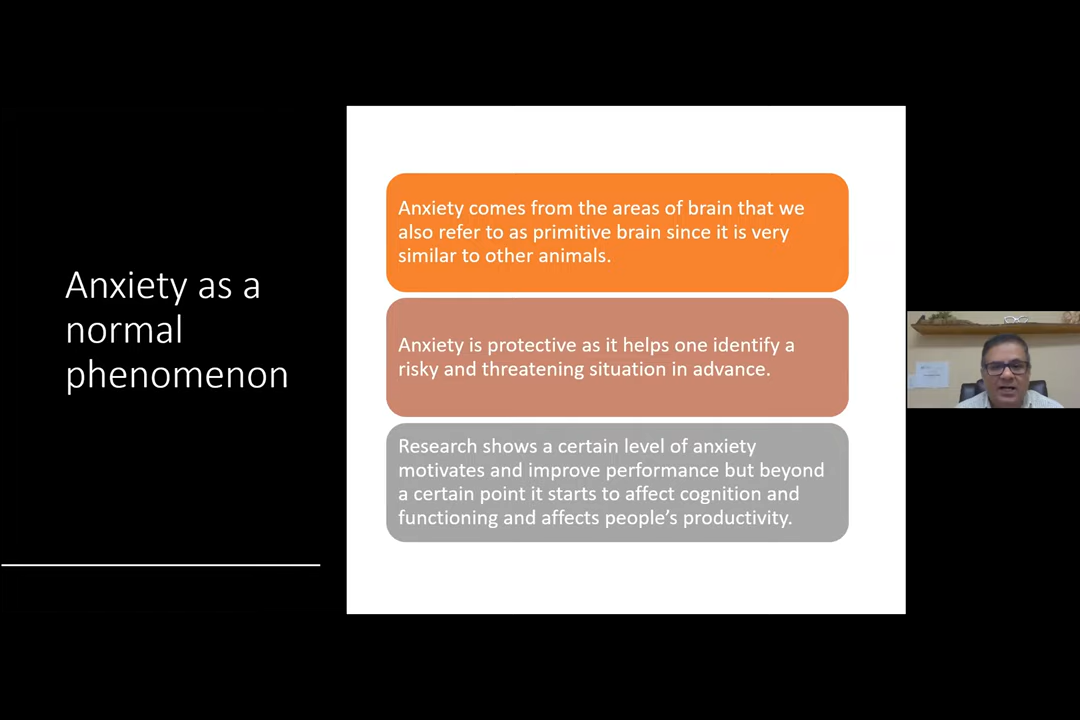 Anxiety as a
normal
phenomenon
Anxiety comes from the areas of brain that we
also refer to as primitive brain since it is very
similar to other animals.
Anxiety is protective as it helps one identify a
risky and threatening situation in advance.
Research shows a certain level of anxiety
motivates and improve performance but beyond
a certain point it starts to affect cognition and
functioning and affects people’s productivity.